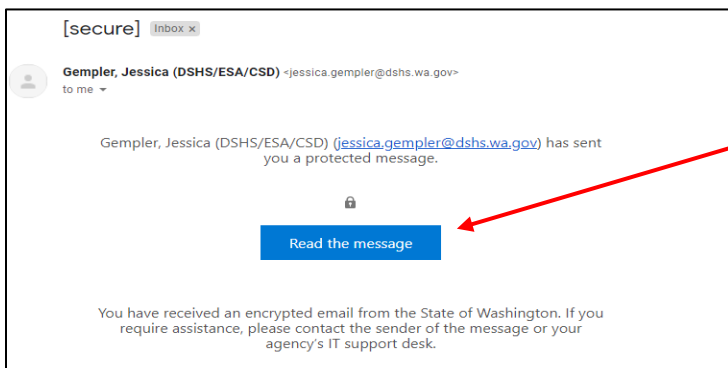 [secure] Inbox x
Gempler, Jessica (DSHS/ESA/CSD) <jessica.gempler@dshs.wa.gov>
to me
Gempler, Jessica (DSHS/ESA/CSD) (jessica.gempler@dshs.wa.gov) has sent
you a protected message.
Read the message
You have received an encrypted email from the State of Washington. If you
require assistance, please contact the sender of the message or your
agency's IT support desk.